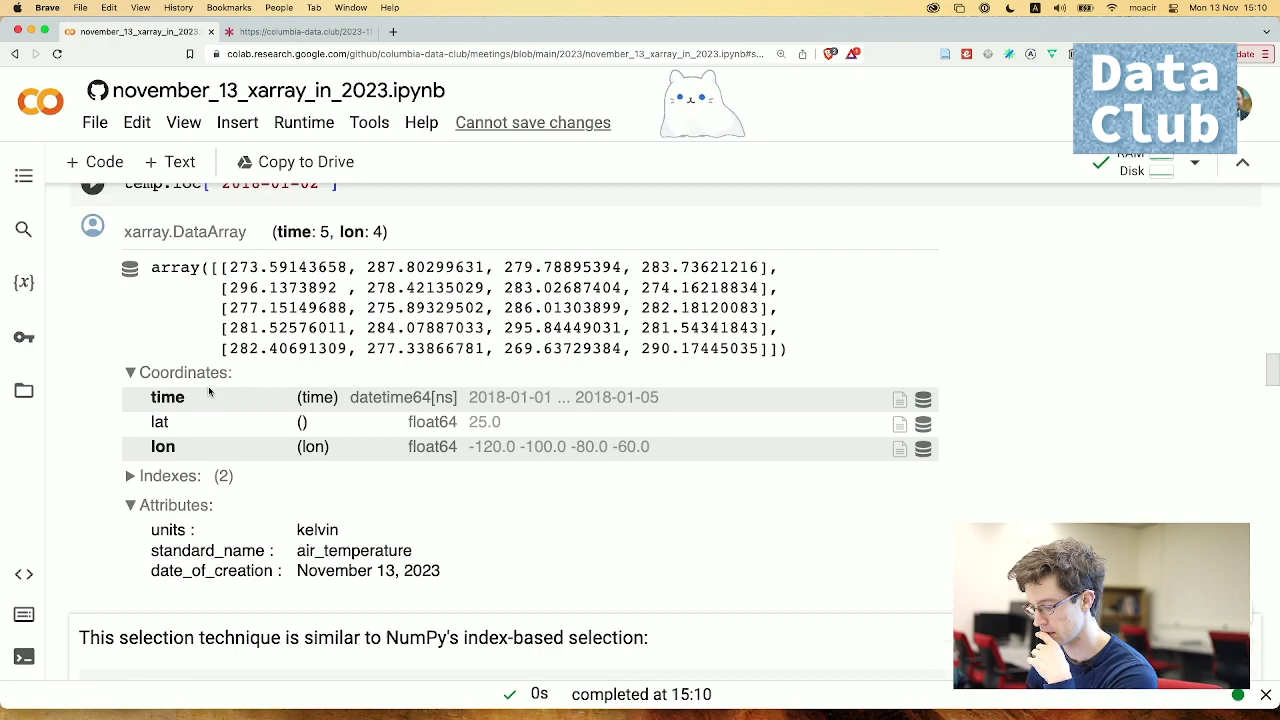 Brave File Edit View History Bookmarks People Tab Window Help moacir Mon 13 Nov 15:10
november_13_xarray_in_2023. https://columbia-data.club/2023-11
colab.research.google.com/github/columbia-data-club/meetings/blob/main/2023/november_13_xarray_in_2023.ipynb#s...
Data
Club
november_13_xarray_in_2023.ipynb
File Edit View Insert Runtime Tools Help Cannot save changes
+ Code + Text Copy to Drive
RAM
Disk
temp.loc['2018-01-02']
xarray.DataArray (time: 5, lon: 4)
array([[273.59143658, 287.80299631, 279.78895394, 283.73621216],
[296.1373892 , 278.42135029, 283.02687404, 274.16218834],
[277.15149688, 275.89329502, 286.01303899, 282.18120083],
[281.52576011, 284.07887033, 295.84449031, 281.54341843],
[282.40691309, 277.33866781, 269.63729384, 290.17445035]])
▼Coordinates:
time (time) datetime64[ns] 2018-01-01 ... 2018-01-05
lat () float64 25.0
lon (lon) float64 -120.0 -100.0 -80.0 -60.0
►Indexes: (2)
▼Attributes:
units : kelvin
standard_name : air_temperature
date_of_creation : November 13, 2023
This selection technique is similar to NumPy's index-based selection:
0s completed at 15:10